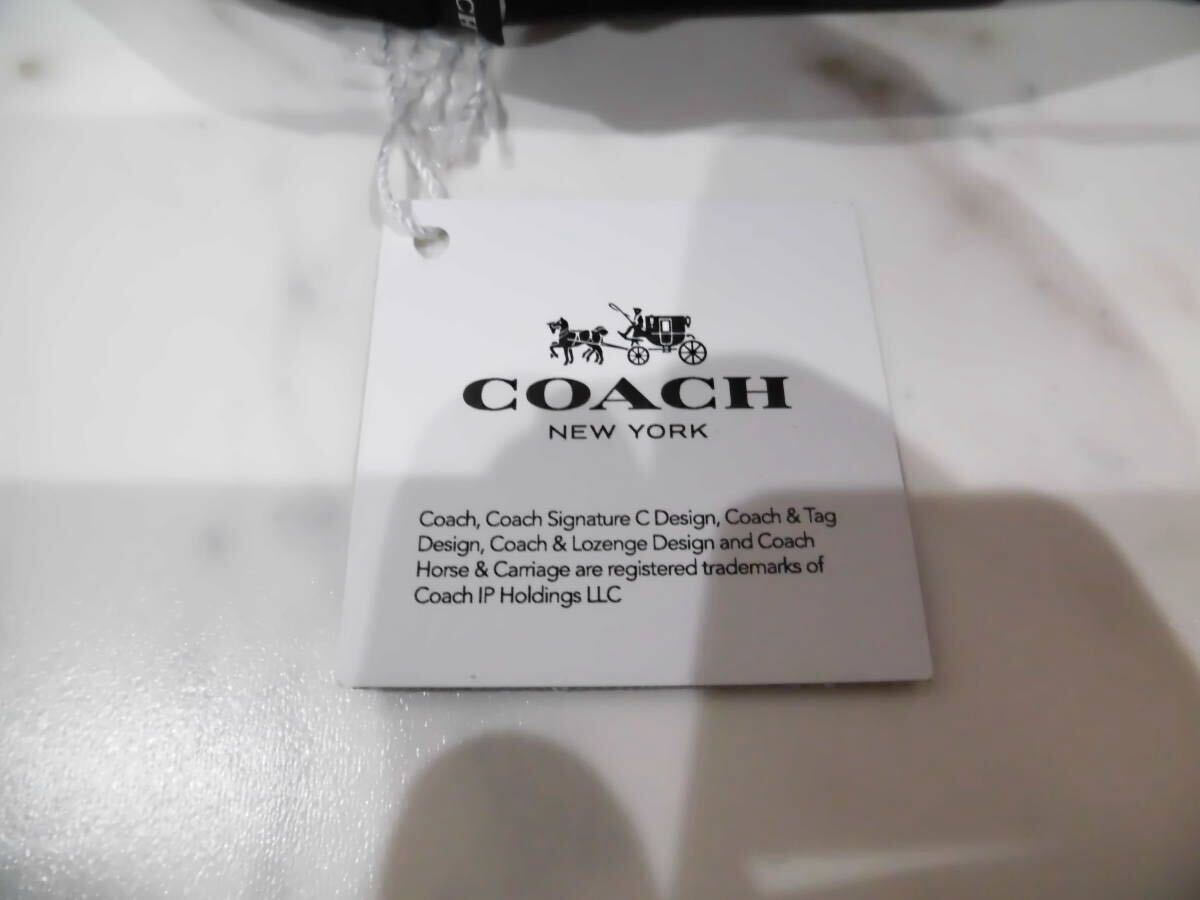 CH
COACH
NEW YORK
Coach, Coach Signature C Design, Coach & Tag
Design, Coach & Lozenge Design and Coach
Horse & Carriage are registered trademarks of
Coach IP Holdings LLC